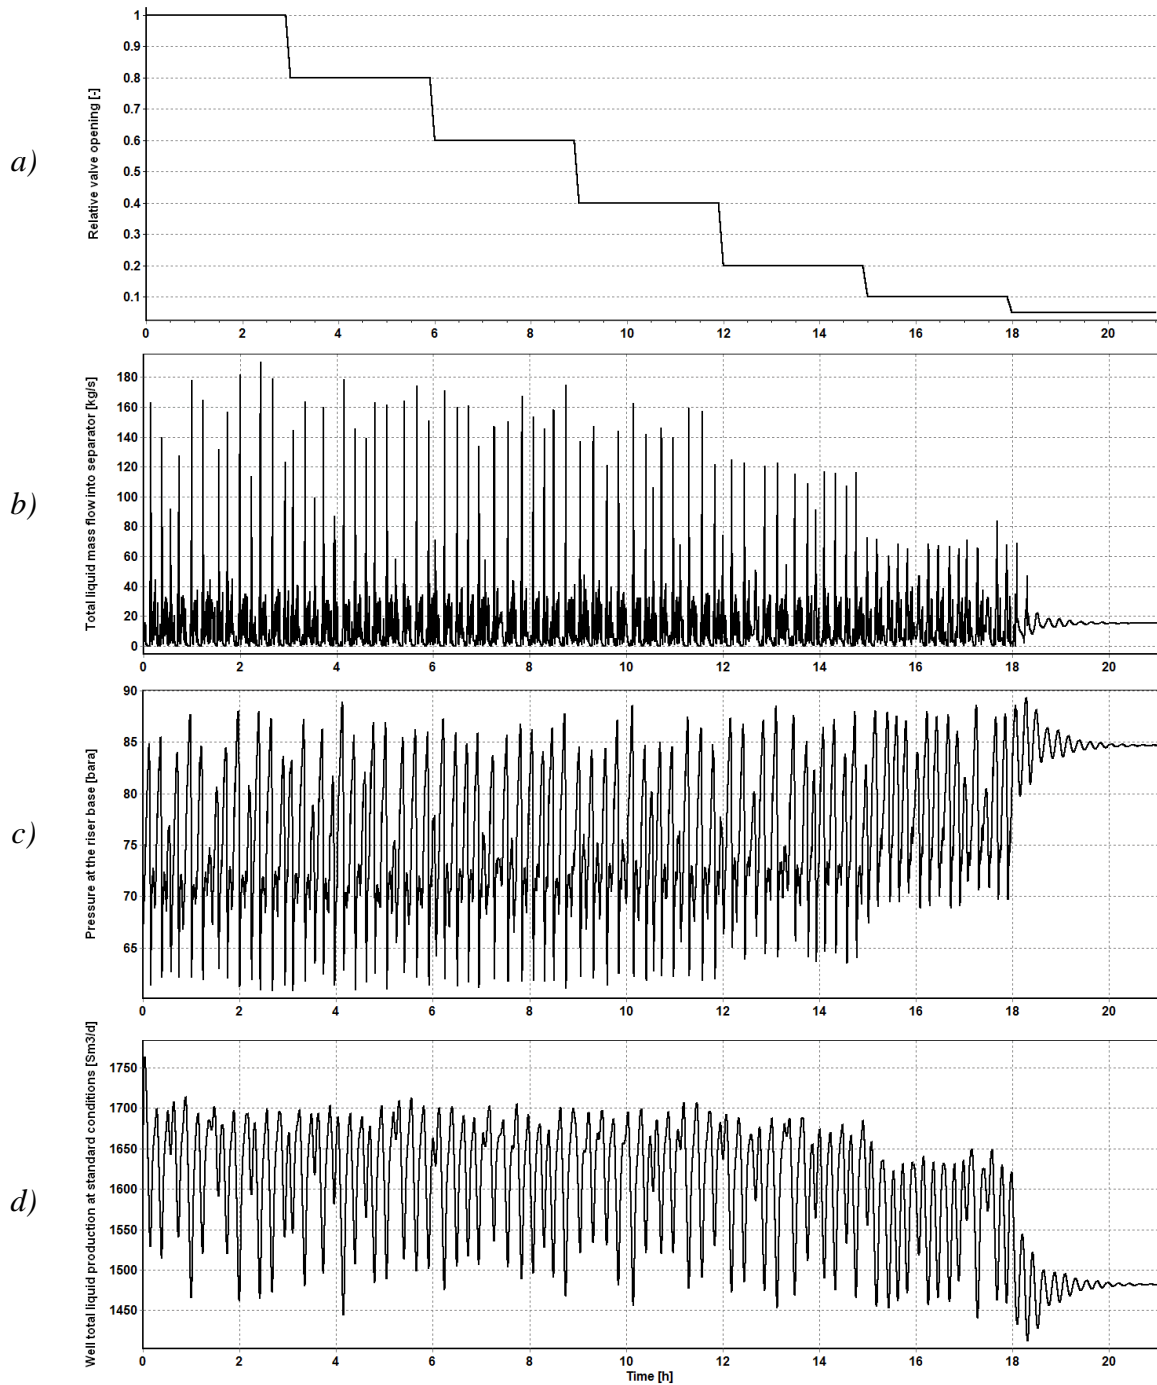 a)
Relative valve opening [-]
1
0.9
0.8
0.7
0.6
0.5
0.4
0.3
0.2
0.1
0 2 4 6 8 10 12 14 16 18 20
b)
Total liquid mass flow into separator [kg/s]
180
160
140
120
100
80
60
40
20
0
0 2 4 6 8 10 12 14 16 18 20
c)
Pressure at the riser base [bara]
90
85
80
75
70
65
0 2 4 6 8 10 12 14 16 18 20
d)
Well total liquid production at standard conditions [Sm3/d]
1750
1700
1650
1600
1550
1500
1450
0 2 4 6 8 10 12 14 16 18 20
Time [h]